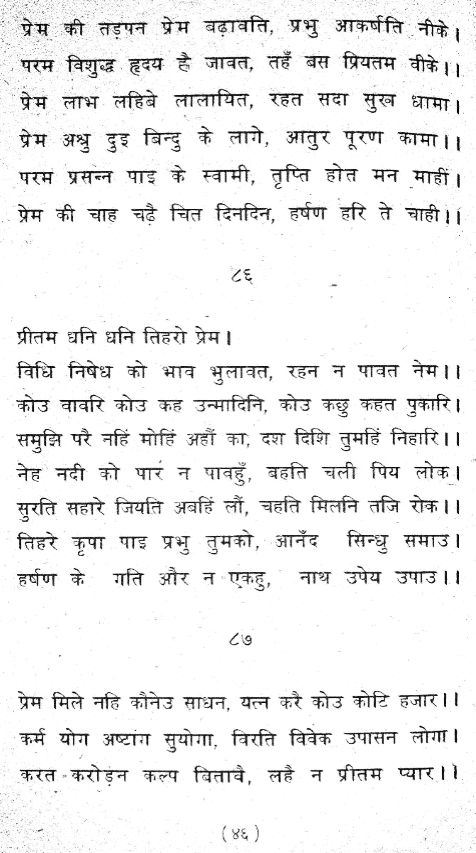 प्रेम की तड़पन प्रेम बढ़ावति, प्रभु आकर्षति नीके।
परम विशुद्ध हृदय है जावत, तहँ बस प्रियतम वीके।।
प्रेम लाभ लहिबे लालायित, रहत सदा सुख धामा।
प्रेम अश्रु दुइ बिन्दु के लागे, आतुर पूरण कामा।।
परम प्रसन्न पाइ के स्वामी, तृप्ति होत मन माहीं।
प्रेम की चाह चढ़ै चित दिनदिन, हर्षण हरि ते चाही।।
८६
प्रीतम धनि धनि तिहरो प्रेम।
विधि निषेध को भाव भुलावत, रहन न पावत नेम।।
कोउ वावरि कोउ कह उन्मादिनि, कोउ कछु कहत पुकारि।
समुझि परै नहिं मोहिं अहौं का, दश दिशि तुमहिं निहारि।।
नेह नदी को पार न पावहुँ, बहति चली पिय लोक।
सुरति सहारे जियति अबहिं लौं, चहति मिलनि तजि रोक।।
तिहरे कृपा पाइ प्रभु तुमको, आनँद सिन्धु समाउ।
हर्षण के गति और न एकहु, नाथ उपेय उपाउ।।
८७
प्रेम मिले नहि कौनेउ साधन, यत्न करै कोउ कोटि हजार।।
कर्म योग अष्टांग सुयोगा, विरति विवेक उपासन लोगा।
करत करोड़न कल्प बितावै, लहै न प्रीतम प्यार।।
(४६)